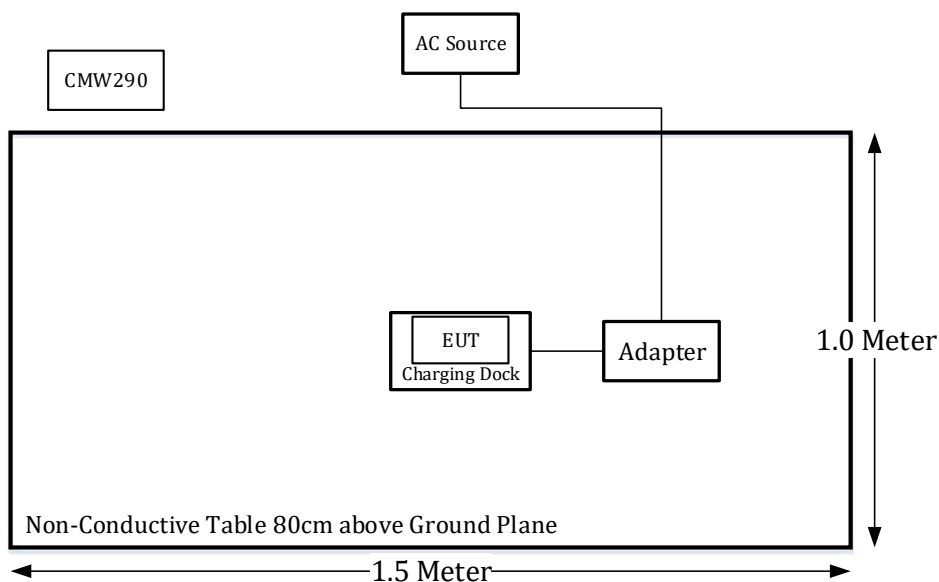 AC Source
CMW290
EUT
Charging Dock
Adapter
1.0 Meter
Non-Conductive Table 80cm above Ground Plane
1.5 Meter